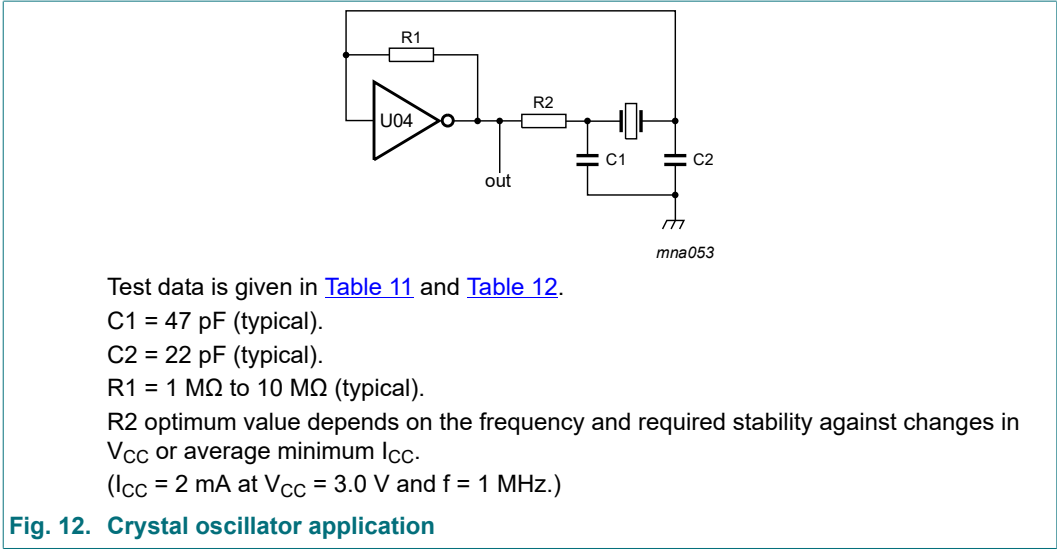 R1
U04
R2
C1
C2
out
mna053
Test data is given in Table 11 and Table 12.
C1 = 47 pF (typical).
C2 = 22 pF (typical).
R1 = 1 MΩ to 10 MΩ (typical).
R2 optimum value depends on the frequency and required stability against changes in
VCC or average minimum ICC.
(ICC = 2 mA at VCC = 3.0 V and f = 1 MHz.)
Fig. 12. Crystal oscillator application